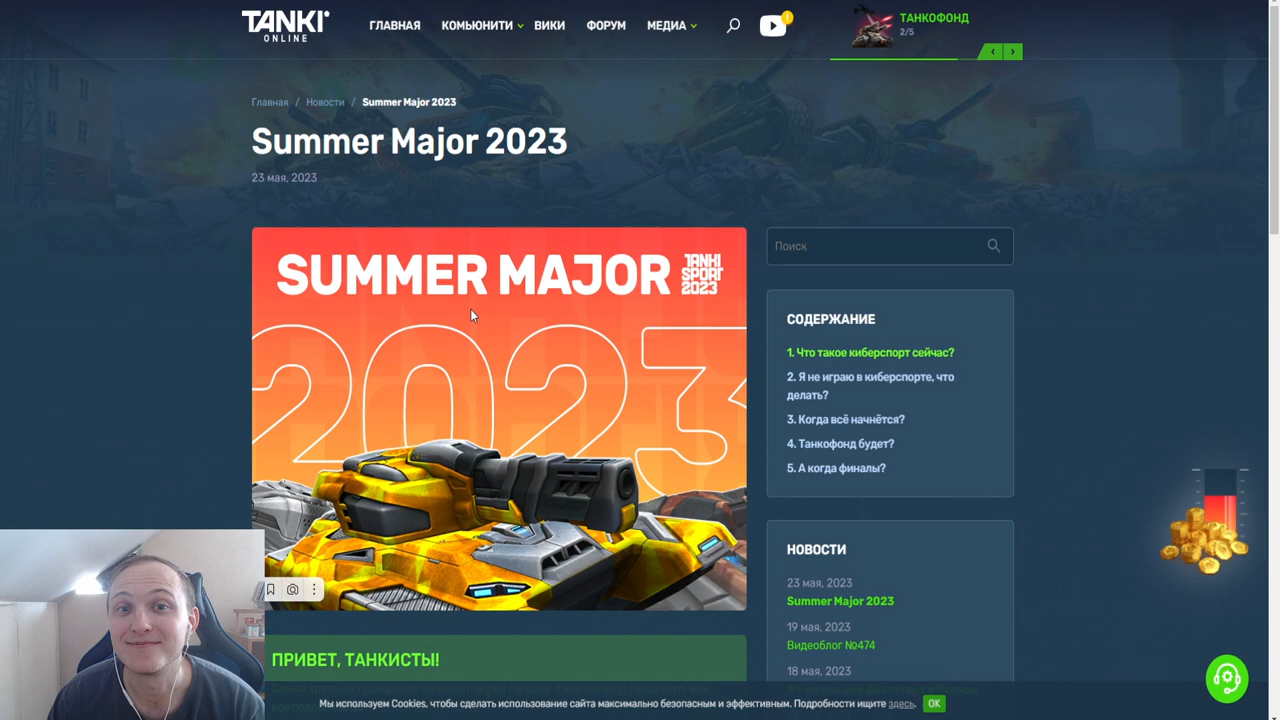 TANKI ONLINE
ГЛАВНАЯ
КОМЬЮНИТИ
ВИКИ
ФОРУМ
МЕДИА
!
ТАНКОФОНД
2/5
Главная / Новости / Summer Major 2023
Summer Major 2023
23 мая, 2023
SUMMER MAJOR
TANKI
SPORT
2023
2023
Поиск
СОДЕРЖАНИЕ
1. Что такое киберспорт сейчас?
2. Я не играю в киберспорте, что
делать?
3. Когда всё начнётся?
4. Танкофонд будет?
5. А когда финалы?
НОВОСТИ
23 мая, 2023
Summer Major 2023
19 мая, 2023
Видеоблог №474
18 мая, 2023
ПРИВЕТ, ТАНКИСТЫ!
Мы используем Cookies, чтобы сделать использование сайта максимально безопасным и эффективным. Подробности ищите здесь.
OK